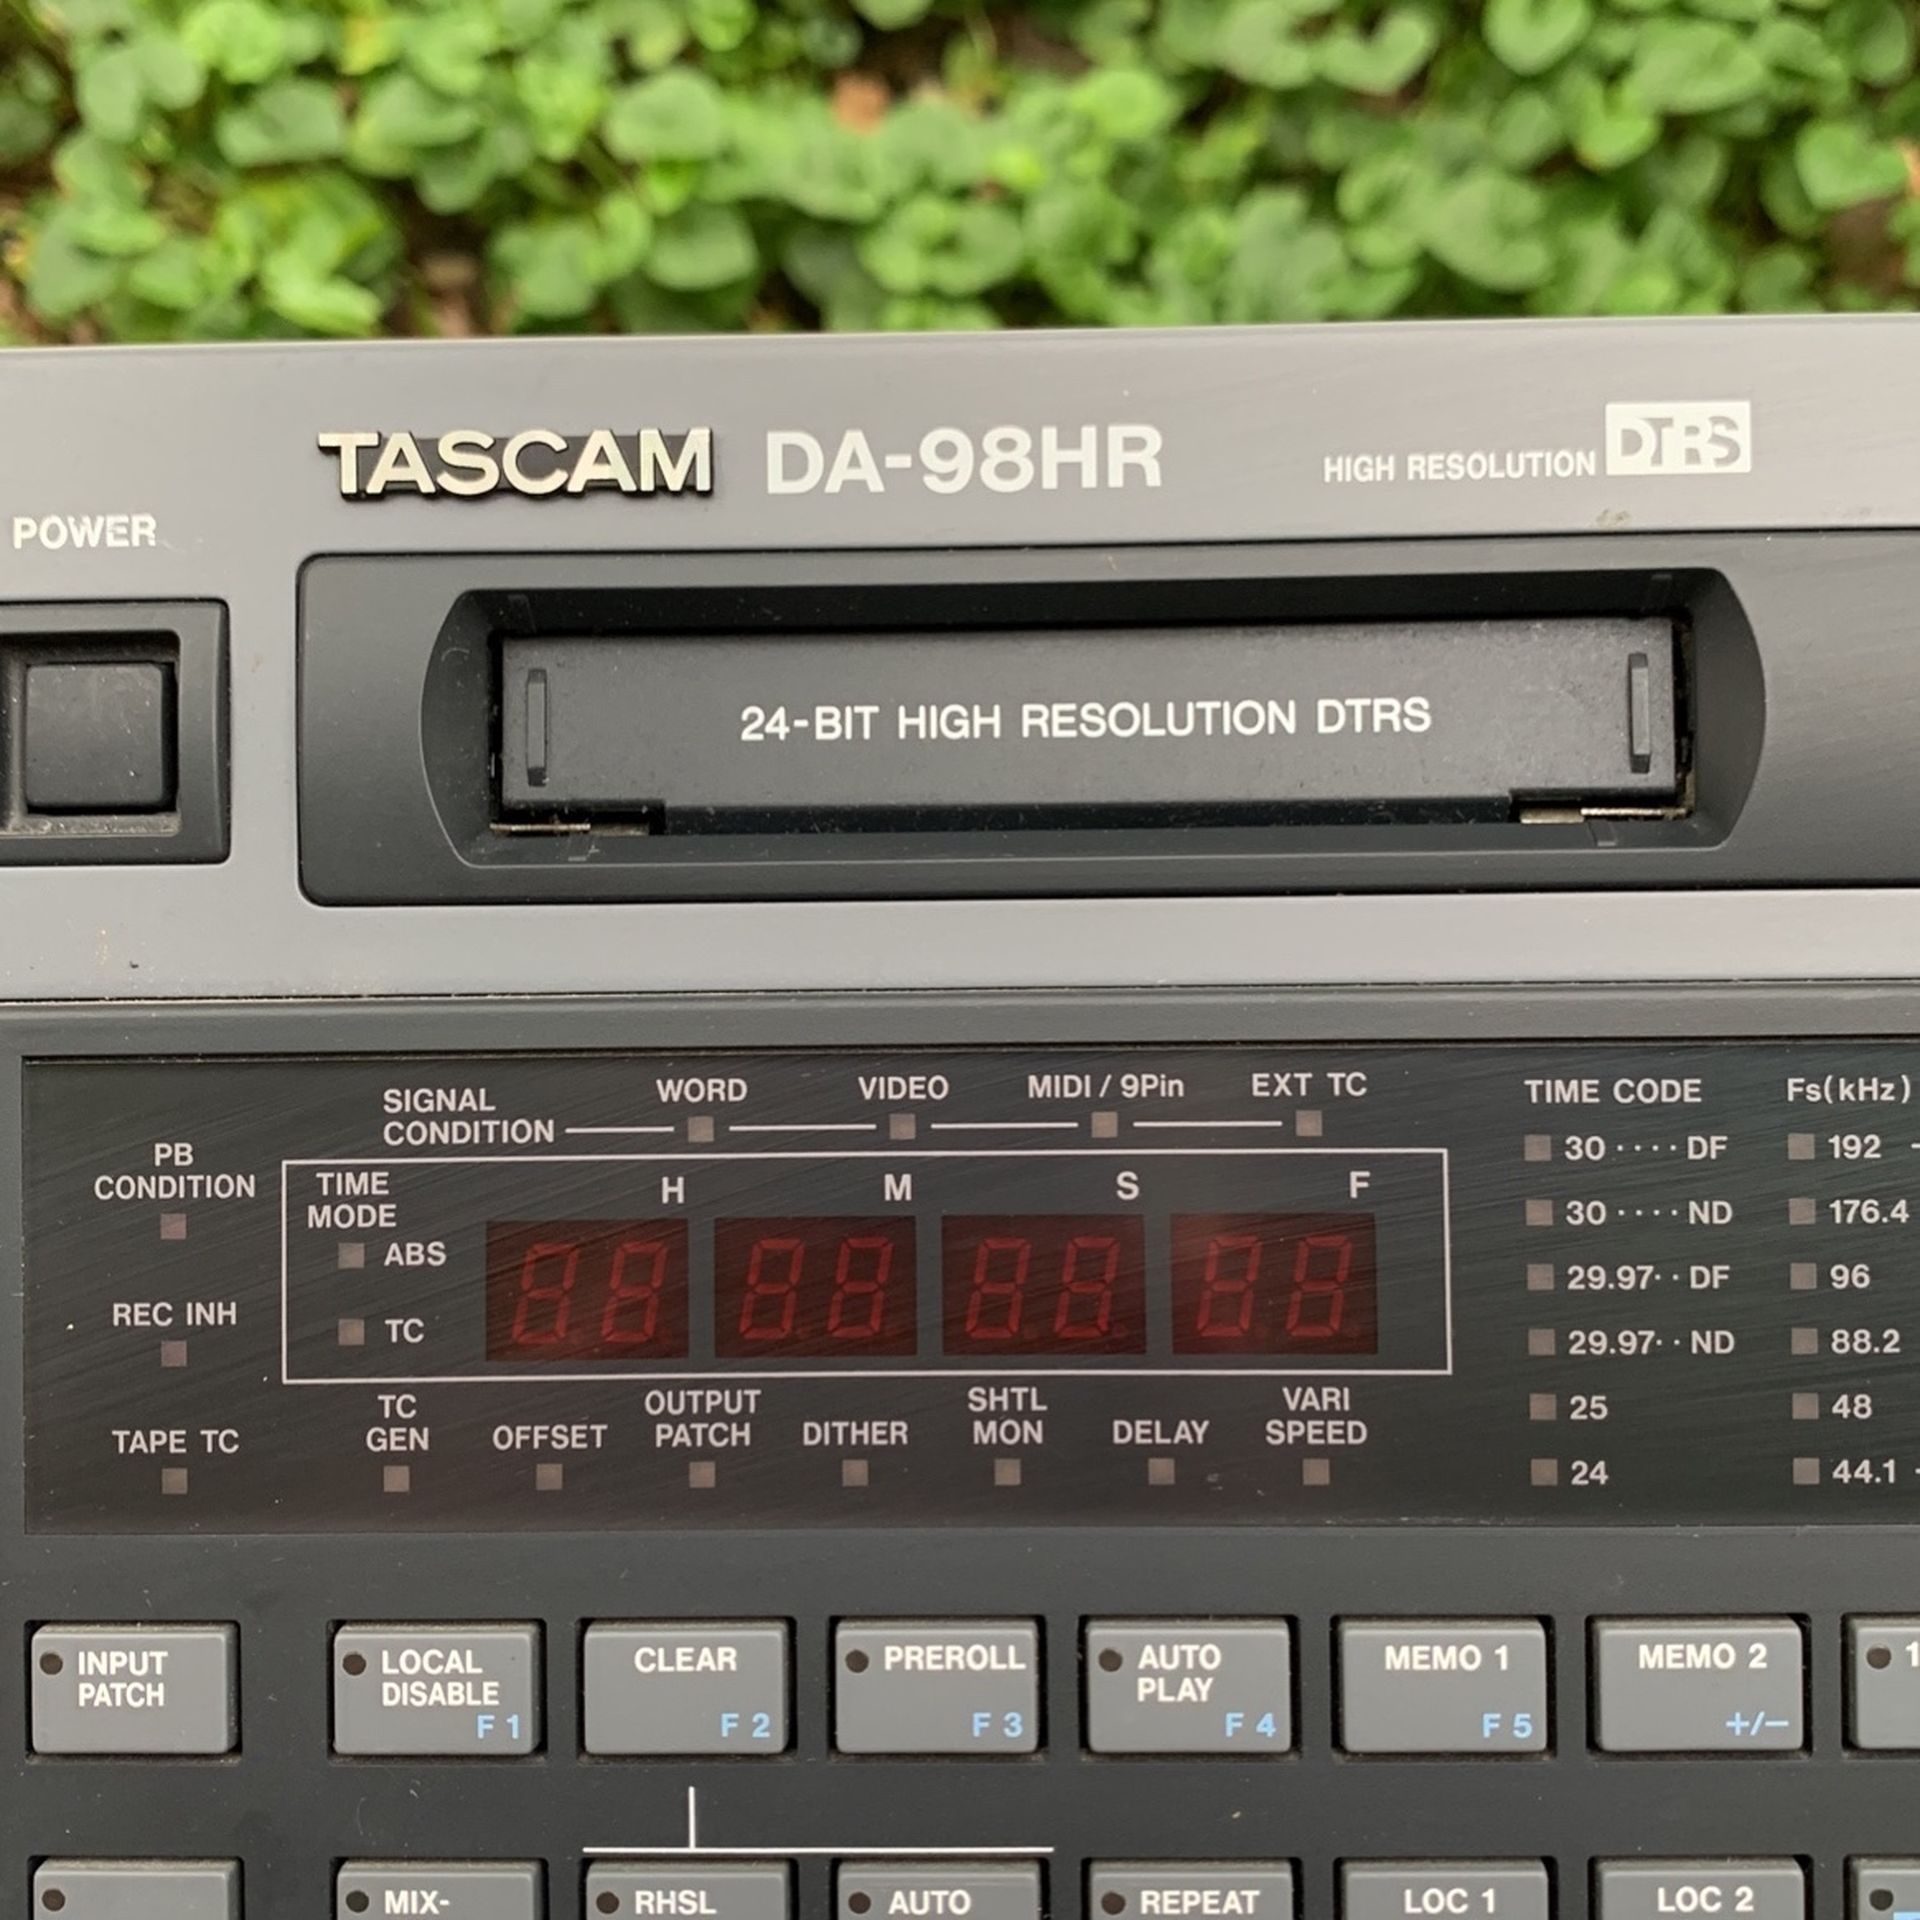 TASCAM DA-98HR
HIGH RESOLUTION DTRS
POWER
24-BIT HIGH RESOLUTION DTRS
SIGNAL
CONDITION
WORD
VIDEO
MIDI / 9Pin
EXT TC
PB
CONDITION
REC INH
TAPE TC
TIME
MODE
ABS
TC
H M S F
TC
GEN
OFFSET
OUTPUT
PATCH
DITHER
SHTL
MON
DELAY
VARI
SPEED
TIME CODE
30 ···· DF
30 ···· ND
29.97·· DF
29.97·· ND
25
24
Fs(kHz)
192
176.4
96
88.2
48
44.1
INPUT
PATCH
LOCAL
DISABLE
F 1
CLEAR
F 2
PREROLL
F 3
AUTO
PLAY
F 4
MEMO 1
F 5
MEMO 2
+/−
MIX-
RHSL
AUTO
REPEAT
LOC 1
LOC 2